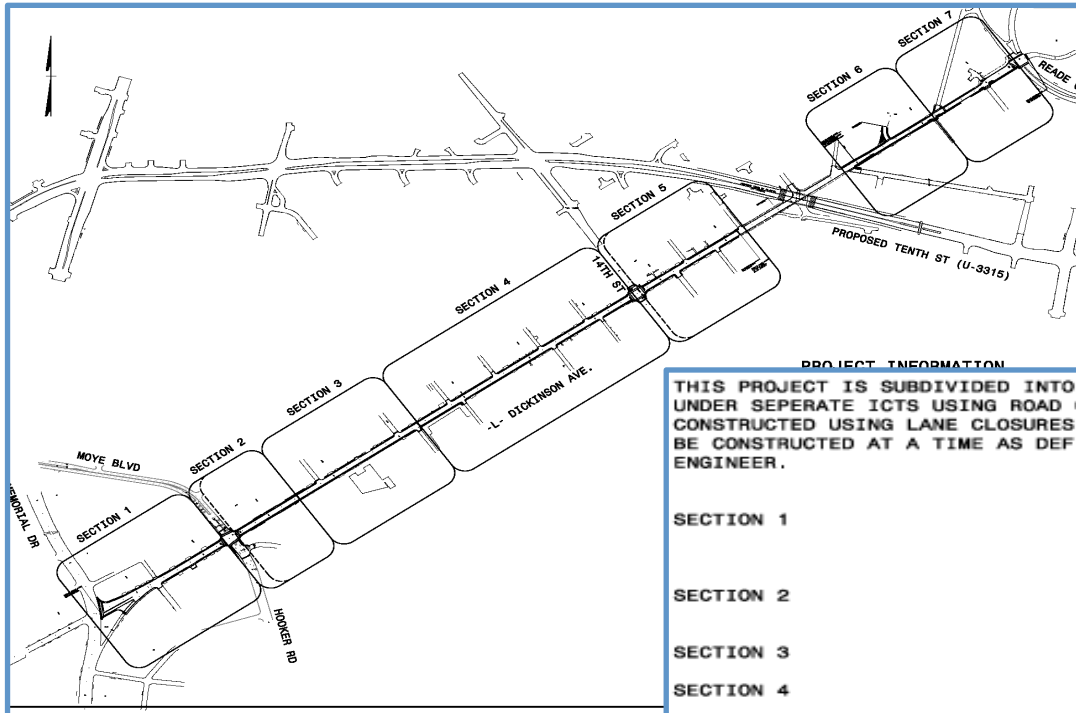 SECTION 7
READE
SECTION 6
SECTION 5
PROPOSED TENTH ST (U-3315)
14TH ST
SECTION 4
PROJECT INFORMATION
SECTION 3
-L- DICKINSON AVE.
THIS PROJECT IS SUBDIVIDED INTO
UNDER SEPERATE ICTS USING ROAD
CONSTRUCTED USING LANE CLOSURES
BE CONSTRUCTED AT A TIME AS DEF
ENGINEER.
MOYE BLVD
SECTION 2
SECTION 1
MEMORIAL DR
HOOKER RD
SECTION 1
SECTION 2
SECTION 3
SECTION 4